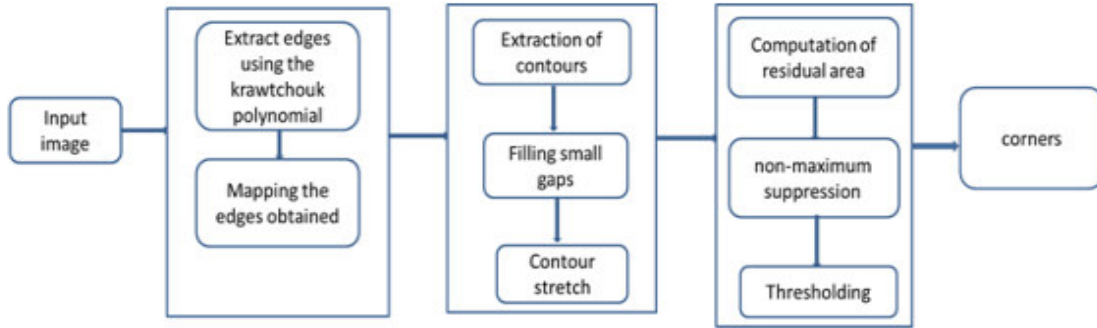 Input
image
Extract edges
using the
krawtchouk
polynomial
Mapping the
edges obtained
Extraction of
contours
Filling small
gaps
Contour
stretch
Computation of
residual area
non-maximum
suppression
Thresholding
corners